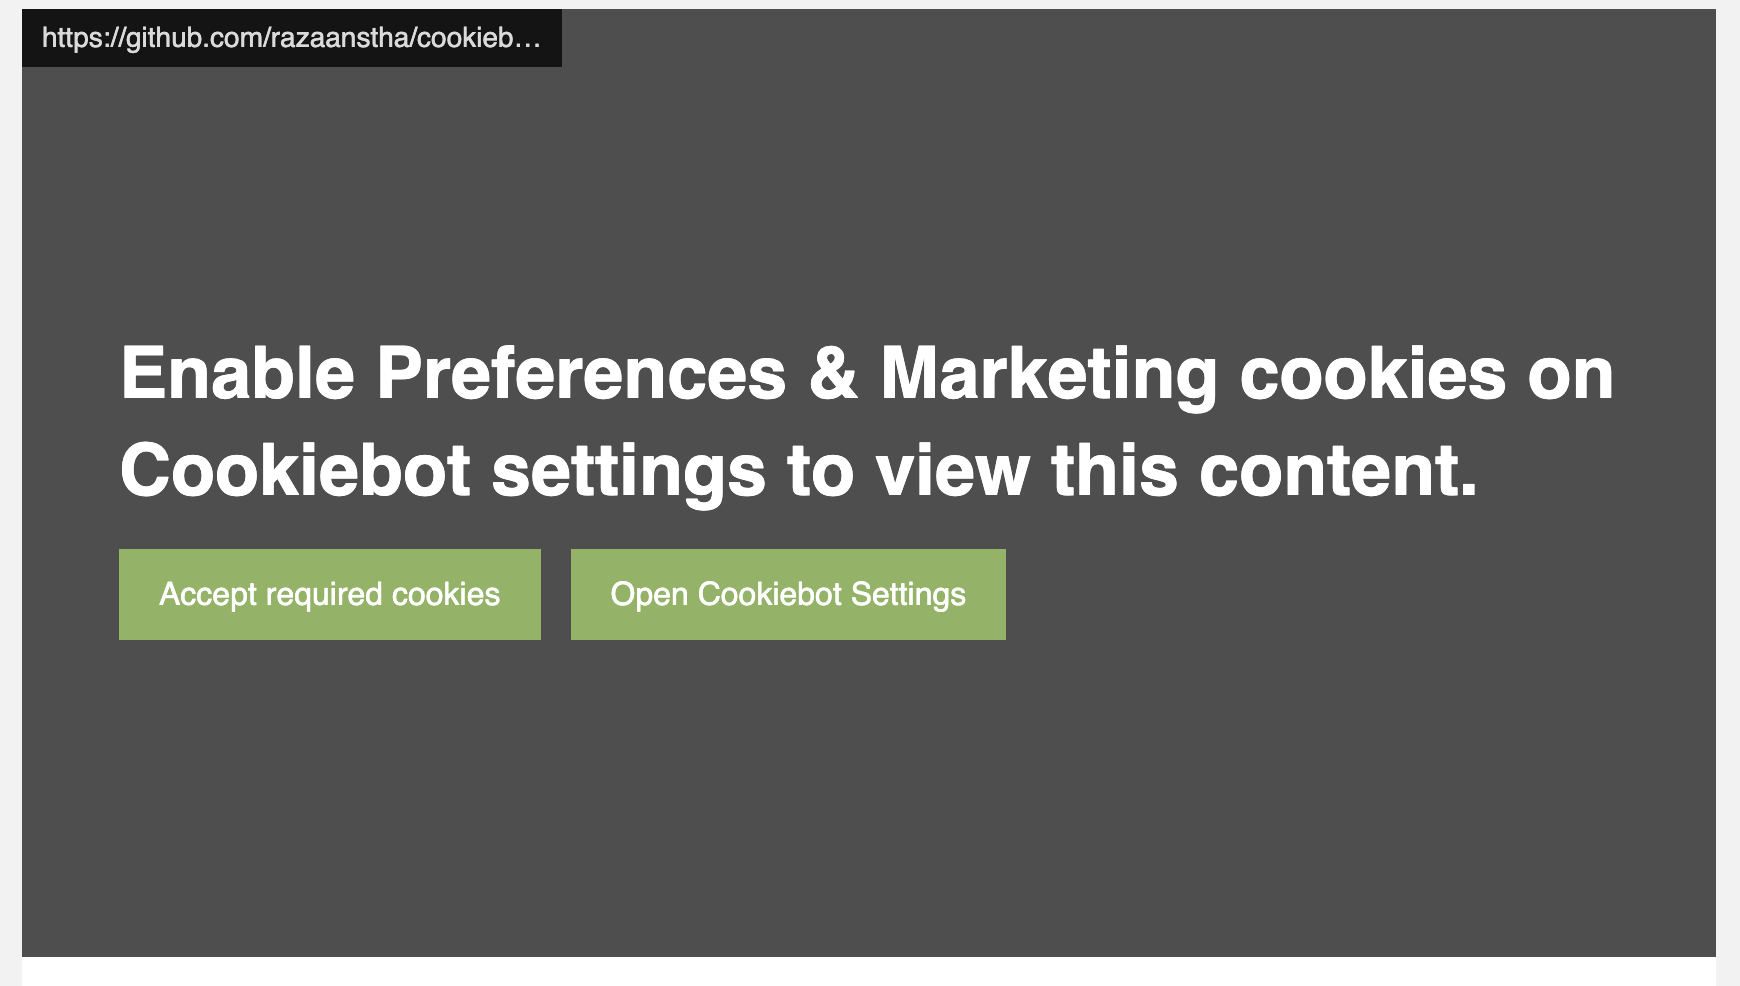 https://github.com/razaanstha/cookieb…
Enable Preferences & Marketing cookies on
Cookiebot settings to view this content.
Accept required cookies
Open Cookiebot Settings